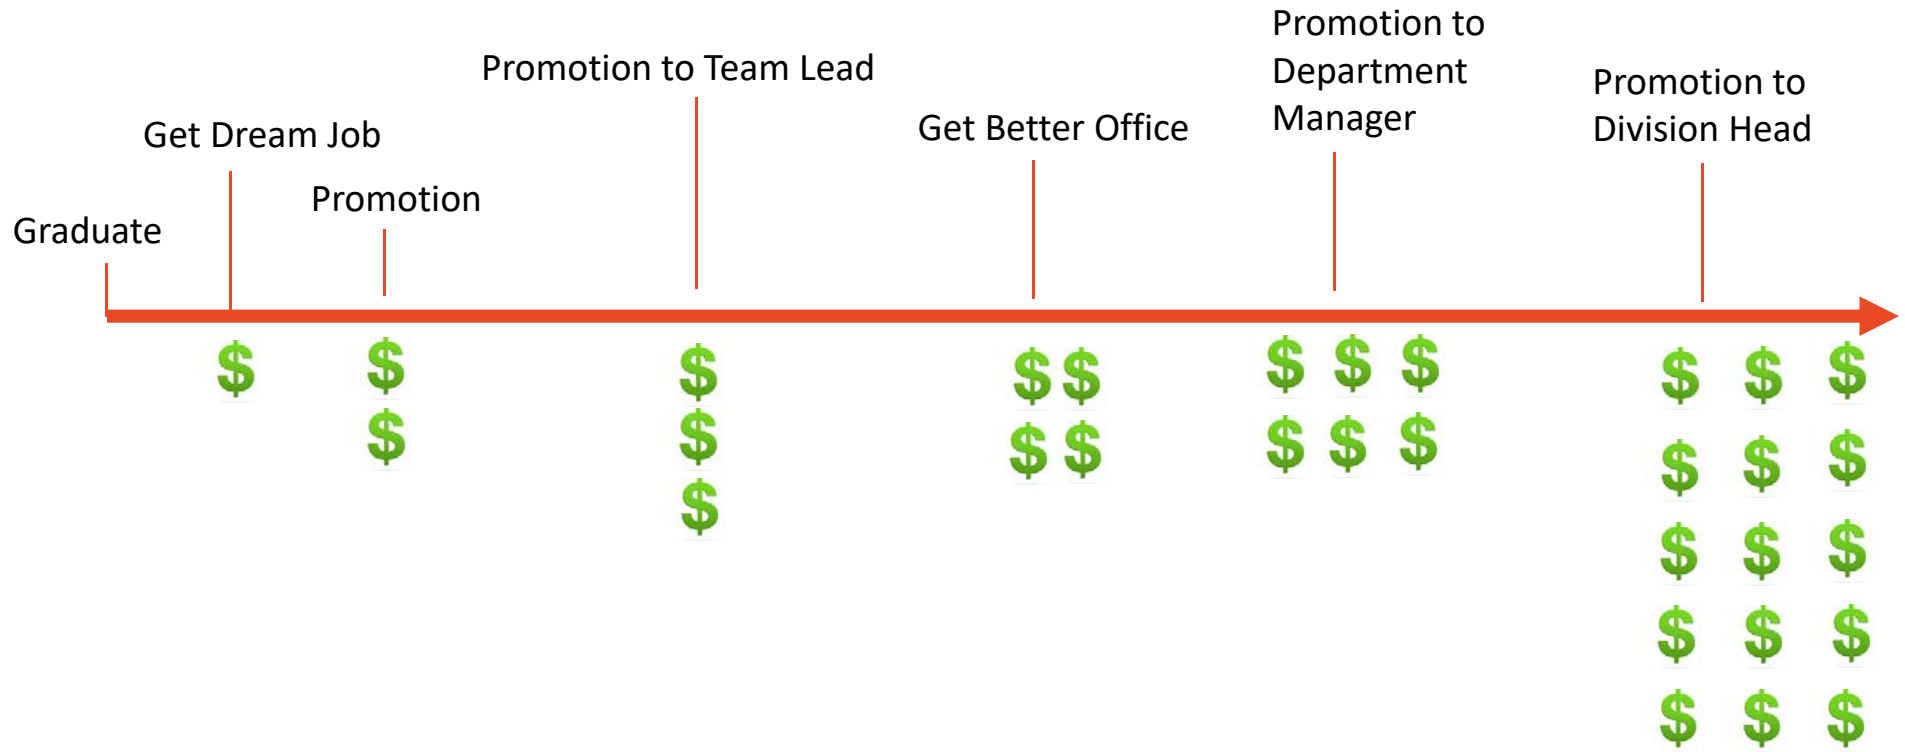 Graduate
Get Dream Job
Promotion
Promotion to Team Lead
Get Better Office
Promotion to
Department
Manager
Promotion to
Division Head
$
$
$
$
$
$
$ $
$ $
$ $ $
$ $ $
$ $ $
$ $ $
$ $ $
$ $ $
$ $ $